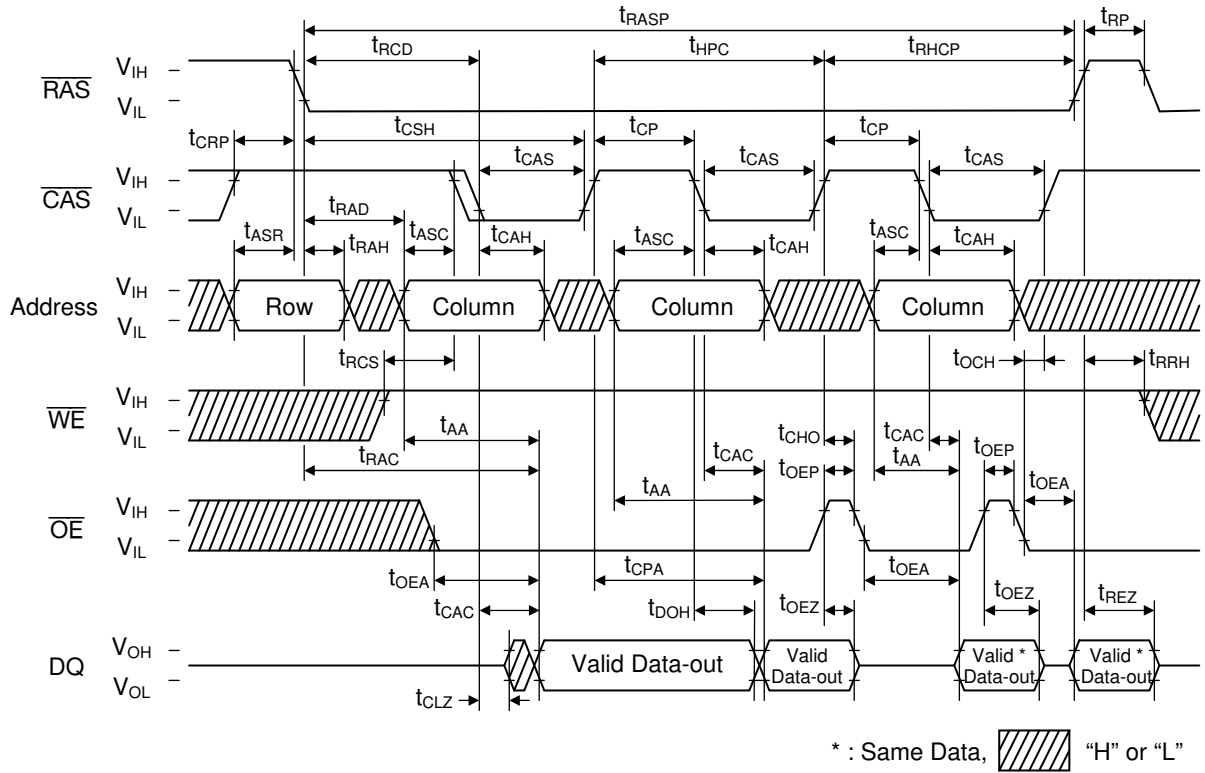 tRASP tRP
tRCD tHPC tRHCP
RAS VIH
VIL
tCRP tCSH tCP tCP
tCAS tCAS tCAS
CAS VIH
VIL
tRAD
tASR tRAH tASC tCAH tASC tCAH tASC tCAH
Address VIH
VIL
Row Column Column Column
tRCS tOCH tRRH
WE VIH
VIL
tAA tCHO tCAC
tRAC tCAC tOEP tAA tOEP
tAA tOEA
OE VIH
VIL
tOEA tCPA tOEA
tCAC tDOH tOEZ tOEZ tREZ
DQ VOH
VOL
Valid Data-out Valid Data-out Valid * Data-out Valid * Data-out
tCLZ
* : Same Data, “H” or “L”